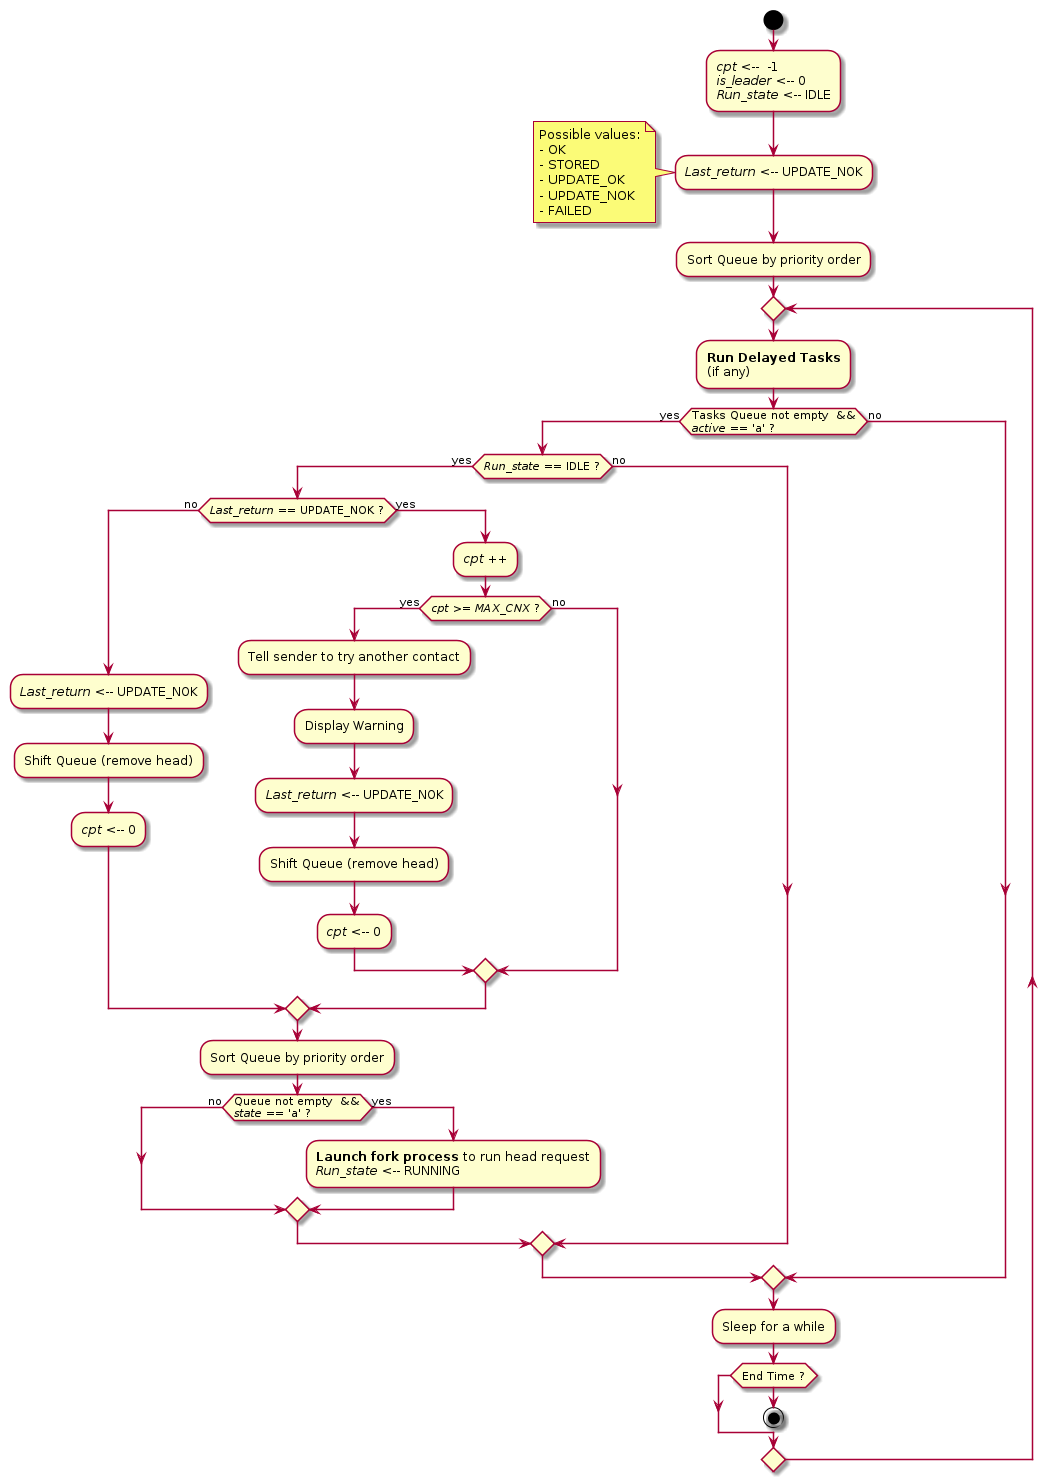 cpt <-- -1
is_leader <-- 0
Run_state <-- IDLE
Possible values:
- OK
- STORED
- UPDATE_OK
- UPDATE_NOK
- FAILED
Last_return <-- UPDATE_NOK
Sort Queue by priority order
Run Delayed Tasks
(if any)
yes
Tasks Queue not empty &&
active == 'a' ?
no
yes
Run_state == IDLE ?
no
no
Last_return == UPDATE_NOK ?
yes
cpt ++
yes
cpt >= MAX_CNX ?
no
Tell sender to try another contact
Last_return <-- UPDATE_NOK
Display Warning
Shift Queue (remove head)
Last_return <-- UPDATE_NOK
cpt <-- 0
Shift Queue (remove head)
cpt <-- 0
Sort Queue by priority order
no
Queue not empty &&
state == 'a' ?
yes
Launch fork process to run head request
Run_state <-- RUNNING
Sleep for a while
End Time ?